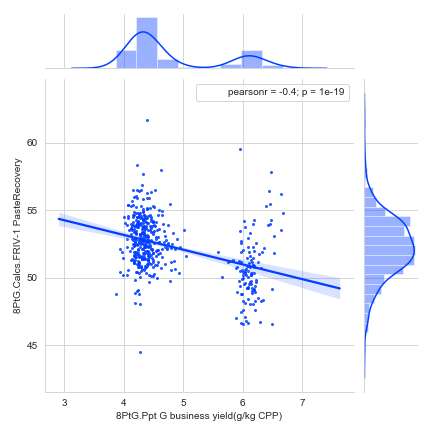 pearsonr = -0.4; p = 1e-19
60
55
50
45
8PtG.Calcs.FRIV-1 PasteRecovery
3 4 5 6 7
8PtG.Ppt G business yield(g/kg CPP)